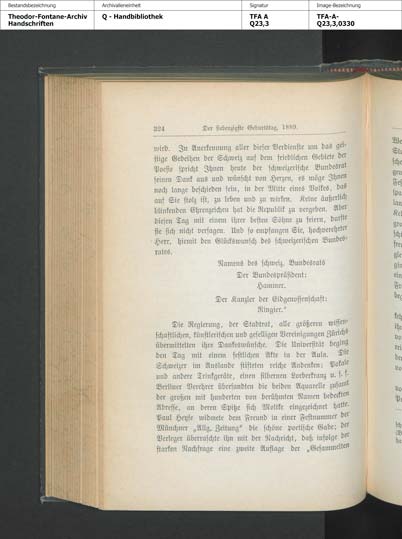 Bestandsbezeichnung
Archivalieneinheit
Signatur
Image-Bezeichnung
Theodor-Fontane-Archiv
Handschriften
Q - Handbibliothek
TFA A
Q23,3
TFA-A-
Q23,3,0330
324 Der siebenzigste Geburtstag, 1889.
wird. In Anerkennung aller dieser Verdienste um das gei-
stige Gedeihen der Schweiz auf dem friedlichen Gebiete der
Poesie spricht Ihnen heute der schweizerische Bundesrat
seinen Dank aus und wünscht von Herzen, es möge Ihnen
noch lange beschieden sein, in der Mitte eines Volkes, das
auf Sie stolz ist, zu leben und zu wirken. Keine äußerlich
blinkenden Ehrenzeichen hat die Republik zu vergeben. Aber
diesen Tag mit einem ihrer besten Söhne zu feiern, durfte
sie sich nicht versagen. Und so empfangen Sie, hochverehrter
Herr, hiemit den Glückwunsch des schweizerischen Bundes-
rates.
Namens des schweiz. Bundesrats
Der Bundespräsident:
Hammer.
Der Kanzler der Eidgenossenschaft:
Ringier."
Die Regierung, der Stadtrat, alle größeren wissen-
schaftlichen, künstlerischen und geselligen Vereinigungen Zürichs
übermittelten ihre Dankeswünsche. Die Universität beging
den Tag mit einem festlichen Akte in der Aula. Die
Schweizer im Auslande stifteten reiche Andenken: Pokale
und andere Trinkgeräte, einen silbernen Lorbeerkranz u. s. f.
Berliner Verehrer übersandten die beiden Aquarelle zusamt
der großen mit hunderten von berühmten Namen bedeckten
Adresse, an deren Spitze sich Moltke eingezeichnet hatte.
Paul Heyse widmete dem Freund in einer Festnummer der
Münchner „Allg. Zeitung" die schöne poetische Gabe; der
Verleger überraschte ihn mit der Nachricht, daß infolge der
starken Nachfrage eine zweite Auflage der „Gesammelten